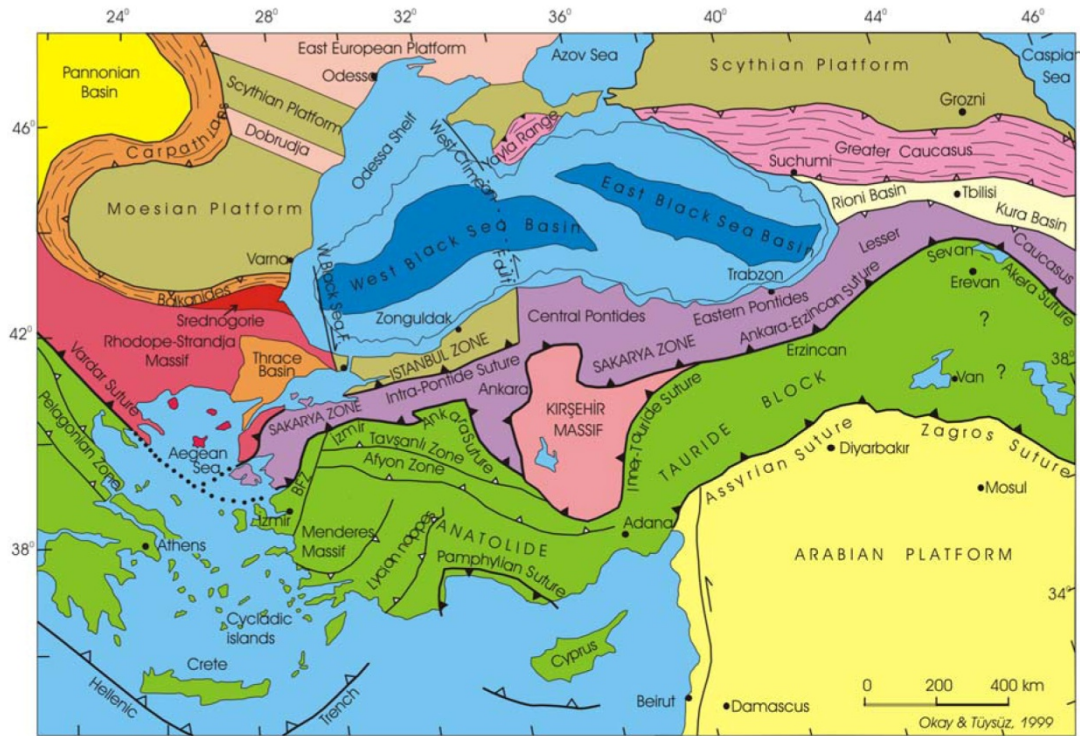 24° 28° 32° 36° 40° 44° 46°
East European Platform
Azov Sea
Caspian
Sea
Pannonian
Basin
Odessa
Scythian Platform
Scythian Platform
Grozni
46°
Dobrudja
Carpathians
Odessa Shelf
West Crimean
Fault
Yayla Range
Greater Caucasus
Suchumi
Rioni Basin
Tbilisi
Kura Basin
Moesian Platform
East Black Sea Basin
West Black Sea Basin
Lesser
Caucasus
Varna
W.Black Sea F.
Trabzon
Sevan
Akera Suture
Erevan
Balkanides
Srednogorie
Zonguldak
Central Pontides
Eastern Pontides
Ankara-Erzincan Suture
42°
Rhodope-Strandja
Massif
ISTANBUL ZONE
SAKARYA ZONE
Erzincan
?
38°
Vardar Suture
Thrace
Basin
Intra-Pontide Suture
Ankara
Van
?
Pelagonian Zone
SAKARYA ZONE
KIRŞEHİR
MASSIF
Inner-Tauride Suture
TAURIDE BLOCK
Aegean
Sea
İzmir
Ankara Suture
Tavşanlı Zone
Afyon Zone
BFZ
Assyrian Suture
Diyarbakır
Zagros Suture
Mosul
İzmir
Menderes
Massif
Lycian nappes
ANATOLIDE
Adana
38°
Athens
Pamphylian Suture
ARABIAN PLATFORM
34°
Cycladic
islands
Crete
Cyprus
Hellenic
Trench
Beirut
Damascus
0 200 400 km
Okay & Tüysüz, 1999